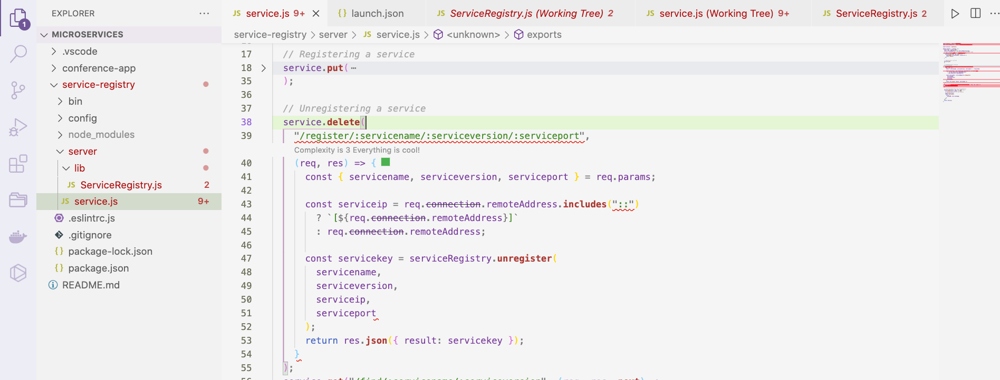 1
EXPLORER
MICROSERVICES
.vscode
conference-app
service-registry
bin
config
node_modules
server
lib
JS ServiceRegistry.js 2
JS service.js 9+
.eslintrc.js
.gitignore
{} package-lock.json
{} package.json
README.md
JS service.js 9+
{} launch.json
JS ServiceRegistry.js (Working Tree) 2
JS service.js (Working Tree) 9+
JS ServiceRegistry.js 2
service-registry > server > JS service.js > <unknown> > exports
17 // Registering a service
18 > service.put( ⋯
35 );
36
37 // Unregistering a service
38 service.delete(
39 "/register/:servicename/:serviceversion/:serviceport",
Complexity is 3 Everything is cool!
40 (req, res) => {
41 const { servicename, serviceversion, serviceport } = req.params;
42
43 const serviceip = req.connection.remoteAddress.includes("::")
44 ? `[${req.connection.remoteAddress}]`
45 : req.connection.remoteAddress;
46
47 const servicekey = serviceRegistry.unregister(
48 servicename,
49 serviceversion,
50 serviceip,
51 serviceport
52 );
53 return res.json({ result: servicekey });
54 }
55 );